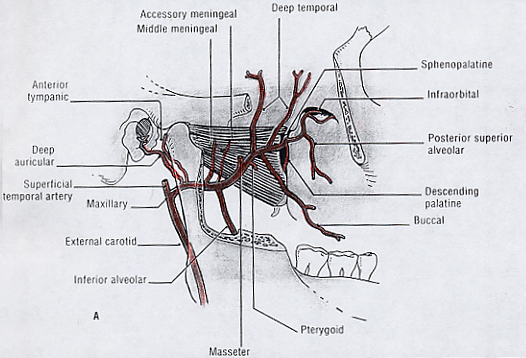 Accessory meningeal
Middle meningeal
Deep temporal
Sphenopalatine
Infraorbital
Anterior
tympanic
Posterior superior
alveolar
Deep
auricular
Superficial
temporal artery
Maxillary
Descending
palatine
Buccal
External carotid
Inferior alveolar
A
Pterygoid
Masseter